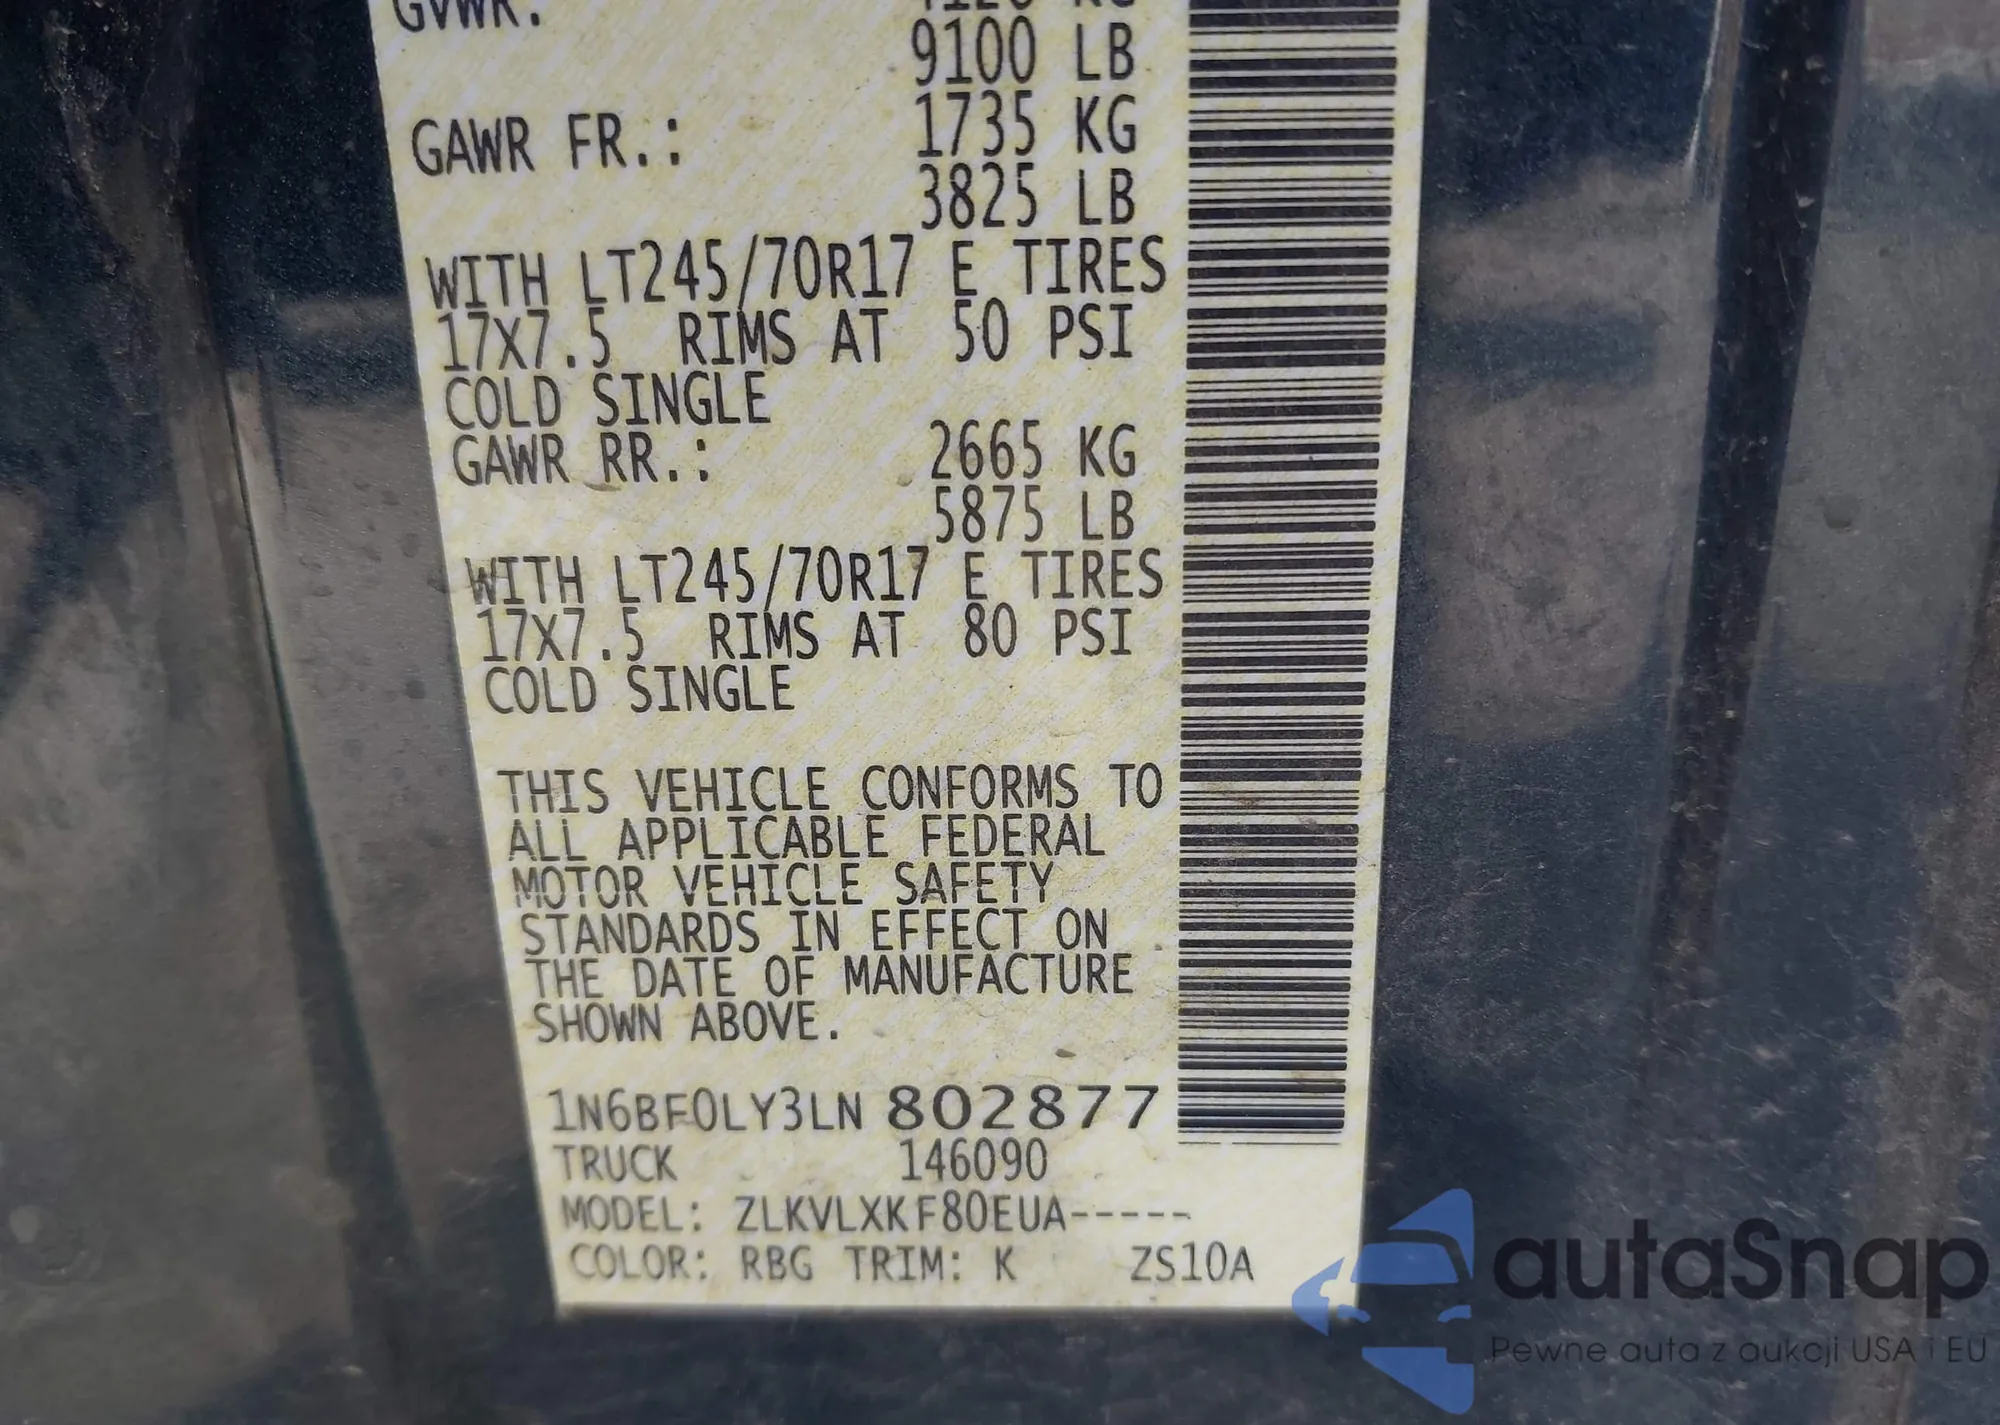 GVWR:
9100 LB
GAWR FR.: 1735 KG
3825 LB
WITH LT245/70R17 E TIRES
17X7.5 RIMS AT 50 PSI
COLD SINGLE
GAWR RR.: 2665 KG
5875 LB
WITH LT245/70R17 E TIRES
17X7.5 RIMS AT 80 PSI
COLD SINGLE
THIS VEHICLE CONFORMS TO
ALL APPLICABLE FEDERAL
MOTOR VEHICLE SAFETY
STANDARDS IN EFFECT ON
THE DATE OF MANUFACTURE
SHOWN ABOVE.
1N6BF0LY3LN 802877
TRUCK 146090
MODEL: ZLKVLXKF80EUA-----
COLOR: RBG TRIM: K ZS10A
autaSnap
Pewne auta z aukcji USA i EU